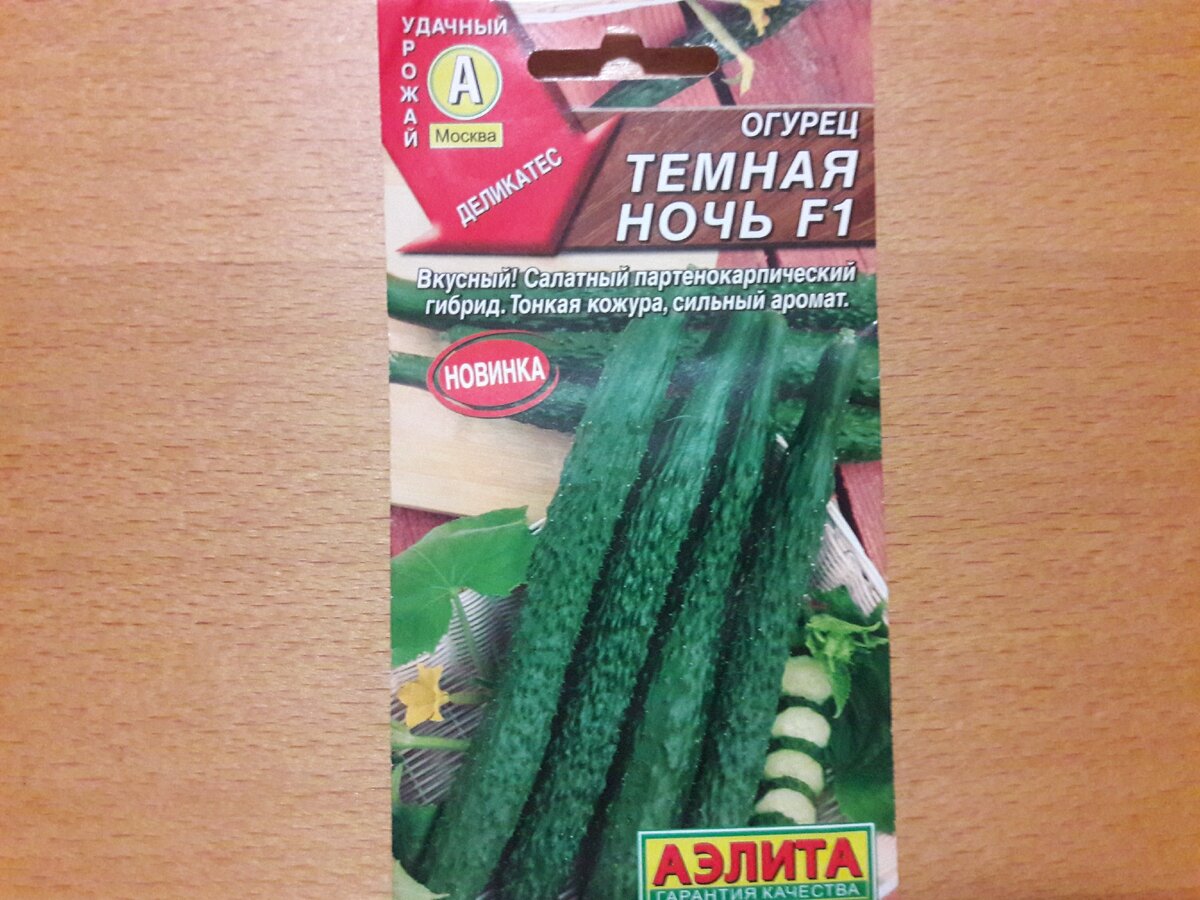 УДАЧНЫЙ
УРОЖАЙ
А
Москва
ДЕЛИКАТЕС
ОГУРЕЦ
ТЕМНАЯ
НОЧЬ F1
Вкусный! Салатный партенокарпический
гибрид. Тонкая кожура, сильный аромат.
НОВИНКА
АЭЛИТА
ГАРАНТИЯ КАЧЕСТВА